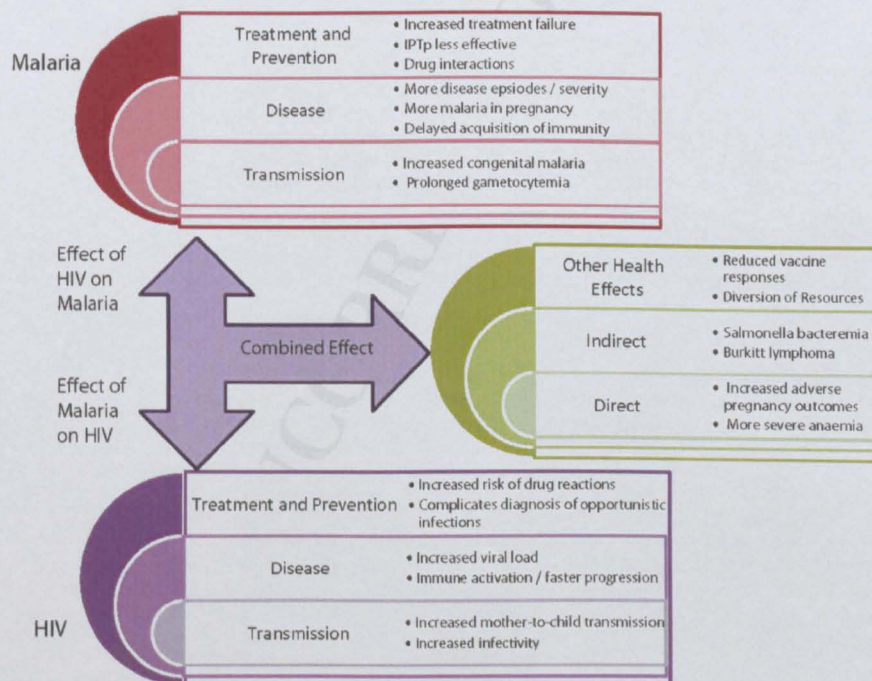 Malaria
Treatment and
Prevention
• Increased treatment failure
• IPTp less effective
• Drug interactions
Disease
• More disease epsiodes / severity
• More malaria in pregnancy
• Delayed acquisition of immunity
Transmission
• Increased congenital malaria
• Prolonged gametocytemia
Effect of
HIV on
Malaria
Combined Effect
Effect of
Malaria
on HIV
Other Health
Effects
• Reduced vaccine
responses
• Diversion of Resources
Indirect
• Salmonella bacteremia
• Burkitt lymphoma
Direct
• Increased adverse
pregnancy outcomes
• More severe anaemia
HIV
Treatment and Prevention
• Increased risk of drug reactions
• Complicates diagnosis of opportunistic
infections
Disease
• Increased viral load
• Immune activation / faster progression
Transmission
• Increased mother-to-child transmission
• Increased infectivity